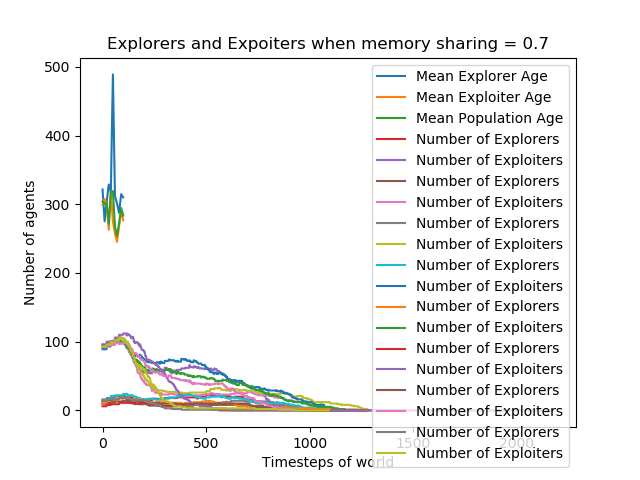 Explorers and Expoiters when memory sharing = 0.7
500
400
300
200
100
0
Number of agents
0 500 1000 1500 2000
Timesteps of world
Mean Explorer Age
Mean Exploiter Age
Mean Population Age
Number of Explorers
Number of Exploiters
Number of Explorers
Number of Exploiters
Number of Explorers
Number of Exploiters
Number of Explorers
Number of Exploiters
Number of Explorers
Number of Exploiters
Number of Explorers
Number of Exploiters
Number of Explorers
Number of Exploiters
Number of Explorers
Number of Exploiters